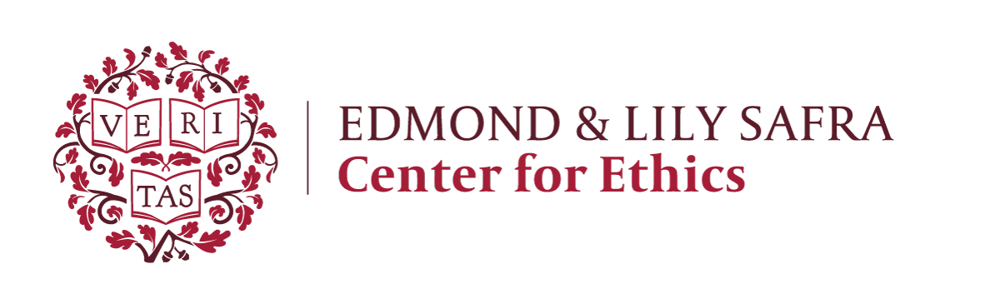 VE RI
TAS
EDMOND & LILY SAFRA
Center for Ethics